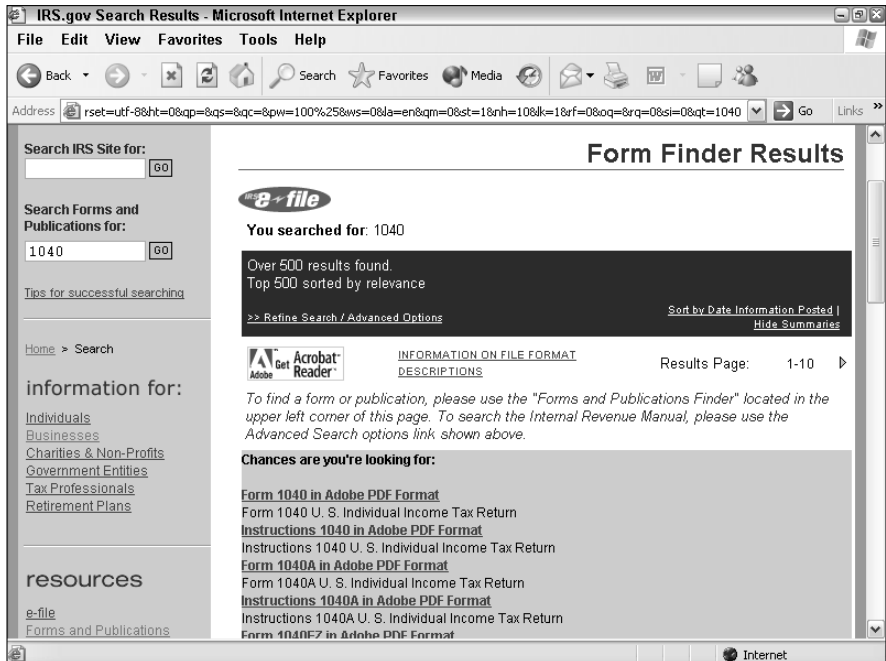 IRS.gov Search Results - Microsoft Internet Explorer
File Edit View Favorites Tools Help
Back Search Favorites Media
Address rset=utf-8&ht=0&qp=&qs=&qc=&pw=100%25&ws=0&la=en&qm=0&st=1&nh=10&lk=1&rf=0&oq=&rq=0&si=0&qt=1040 Go Links »
Search IRS Site for:
GO
Search Forms and
Publications for:
1040 GO
Tips for successful searching
Home > Search
information for:
Individuals
Businesses
Charities & Non-Profits
Government Entities
Tax Professionals
Retirement Plans
resources
e-file
Forms and Publications
Form Finder Results
IRS e file
You searched for: 1040
Over 500 results found.
Top 500 sorted by relevance
>> Refine Search / Advanced Options
Sort by Date Information Posted |
Hide Summaries
Adobe Get Acrobat Reader
INFORMATION ON FILE FORMAT
DESCRIPTIONS
Results Page: 1-10
To find a form or publication, please use the "Forms and Publications Finder" located in the
upper left corner of this page. To search the Internal Revenue Manual, please use the
Advanced Search options link shown above.
Chances are you're looking for:
Form 1040 in Adobe PDF Format
Form 1040 U. S. Individual Income Tax Return
Instructions 1040 in Adobe PDF Format
Instructions 1040 U. S. Individual Income Tax Return
Form 1040A in Adobe PDF Format
Form 1040A U. S. Individual Income Tax Return
Instructions 1040A in Adobe PDF Format
Instructions 1040A U. S. Individual Income Tax Return
Form 1040EZ in Adobe PDF Format
Internet